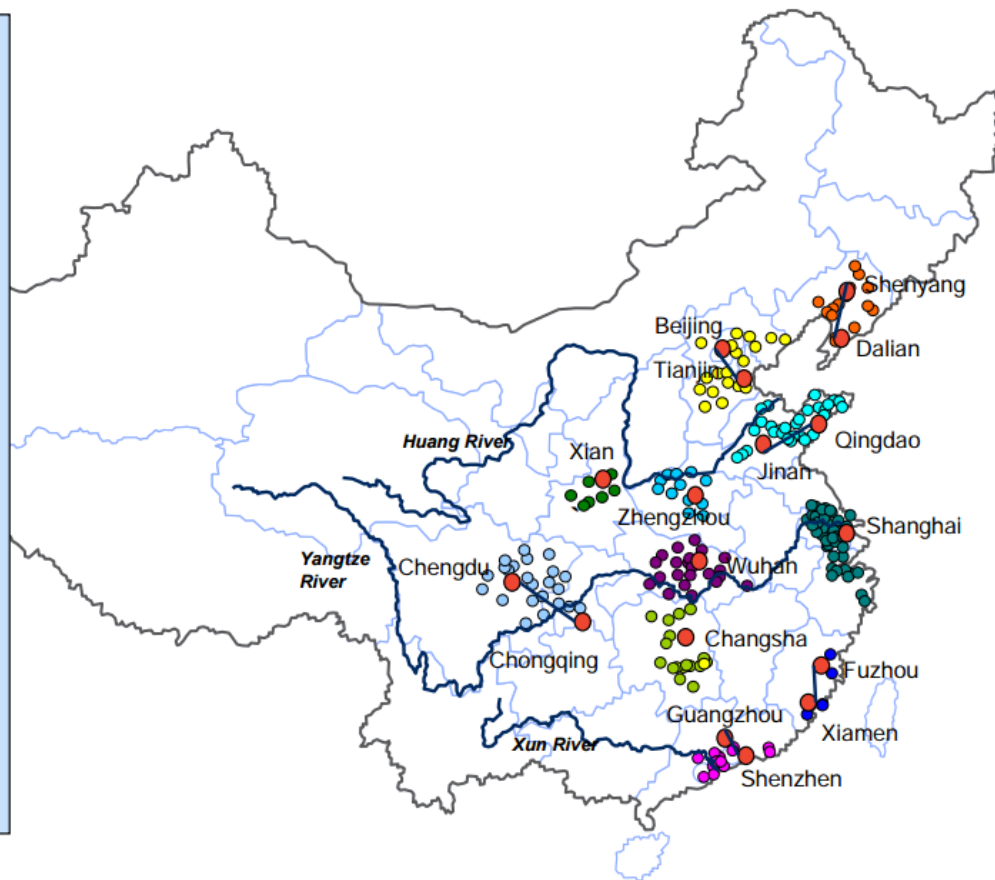 Shenyang
Beijing
Dalian
Tianjin
Huang River
Xian
Qingdao
Jinan
Zhengzhou
Shanghai
Yangtze
River
Chengdu
Wuhan
Changsha
Chongqing
Fuzhou
Guangzhou
Xiamen
Xun River
Shenzhen